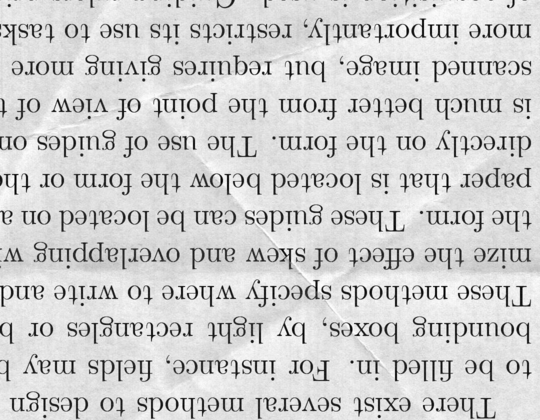 There exist several methods to design
to be filled in. For instance, fields may b
bounding boxes, by light rectangles or b
These methods specify where to write and
mize the effect of skew and overlapping w
the form. These guides can be located on a
paper that is located below the form or th
directly on the form. The use of guides on
is much better from the point of view of t
scanned image, but requires giving more
more importantly, restricts its use to tasks